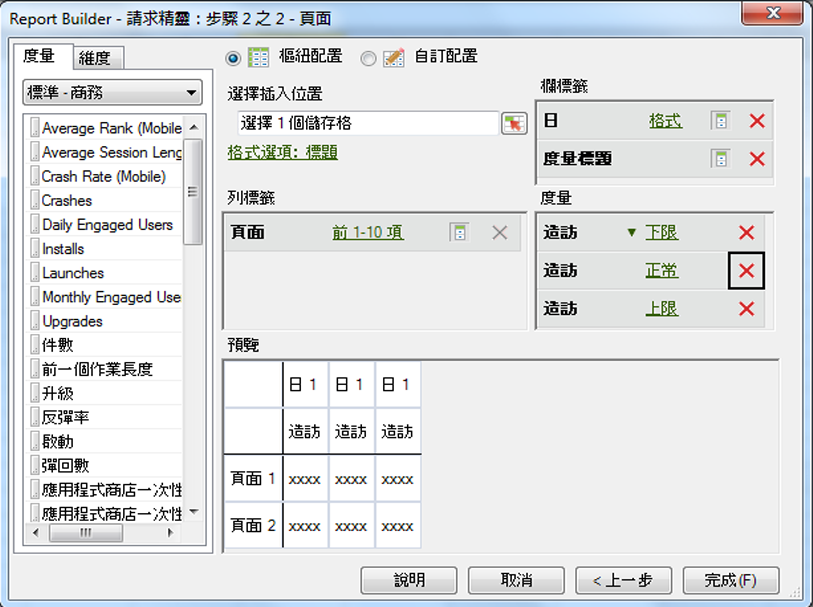 Report Builder - 請求精靈：步驟 2 之 2 - 頁面
度量
維度
標準 - 商務
Average Rank (Mobile
Average Session Leng
Crash Rate (Mobile)
Crashes
Daily Engaged Users
Installs
Launches
Monthly Engaged Use
Upgrades
件數
前一個作業長度
升級
反彈率
啟動
彈回數
應用程式商店一次性
應用程式商店一次性
樞紐配置
自訂配置
選擇插入位置
選擇 1 個儲存格
格式選項: 標題
欄標籤
日 格式
度量標題
列標籤
頁面 前 1-10 項
度量
造訪 ▼ 下限
造訪 正常
造訪 上限
預覽
日 1 日 1 日 1
造訪 造訪 造訪
頁面 1 xxxx xxxx xxxx
頁面 2 xxxx xxxx xxxx
說明
取消
< 上一步
完成(F)